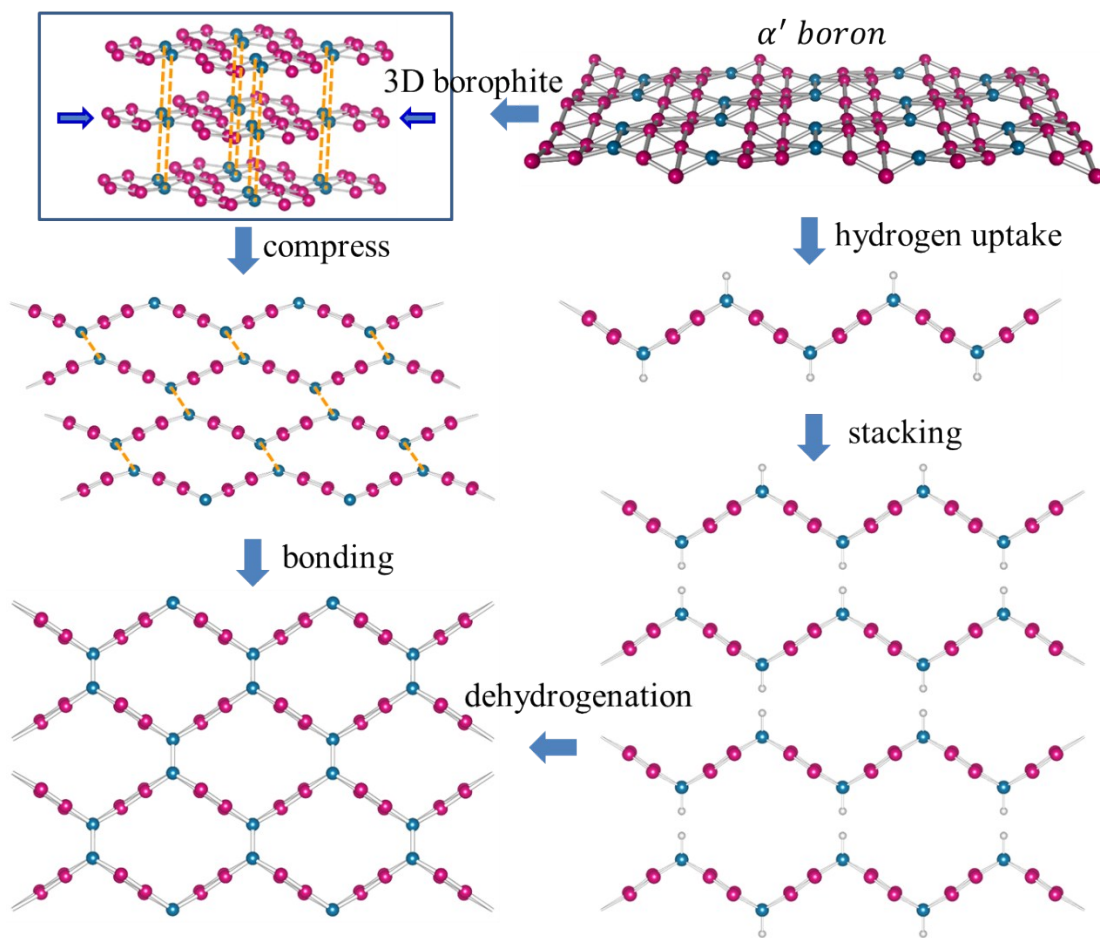 α′ boron
3D borophite
compress
hydrogen uptake
stacking
bonding
dehydrogenation